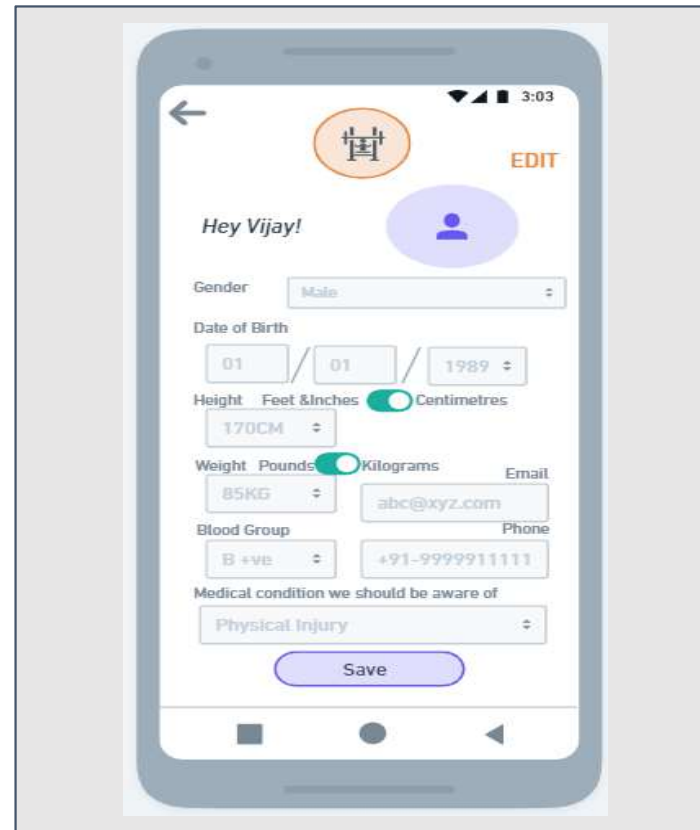 3:03
EDIT
Hey Vijay!
Gender Male
Date of Birth
01 / 01 / 1989
Height Feet &Inches Centimetres
170CM
Weight Pounds Kilograms Email
85KG abc@xyz.com
Blood Group Phone
B +ve +91-9999911111
Medical condition we should be aware of
Physical Injury
Save